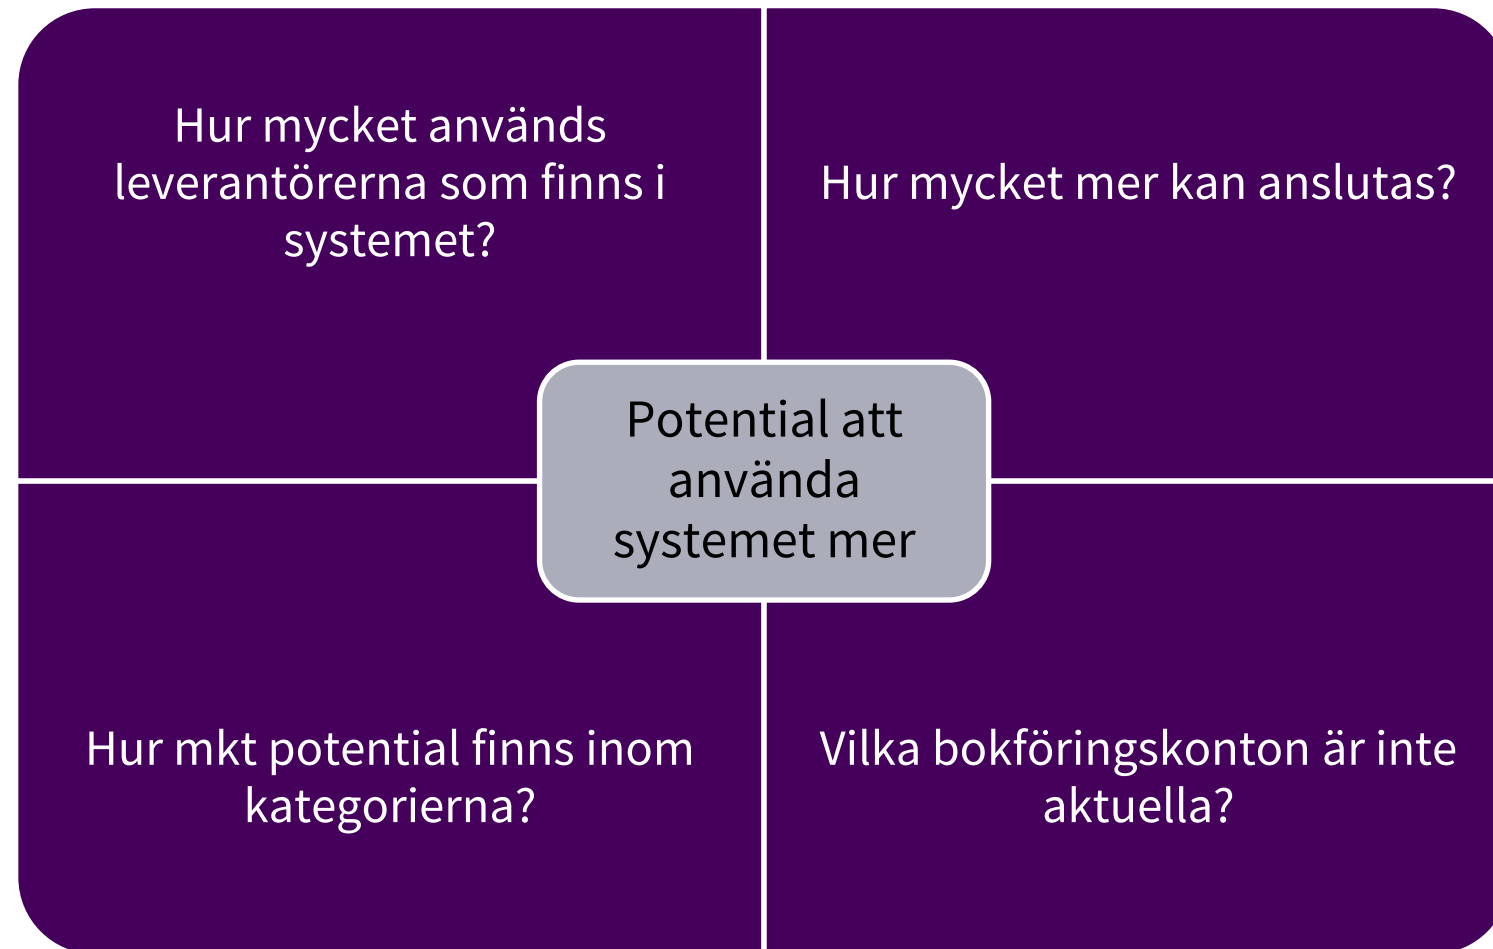 Hur mycket används
leverantörerna som finns i
systemet?
Hur mycket mer kan anslutas?
Potential att
använda
systemet mer
Hur mkt potential finns inom
kategorierna?
Vilka bokföringskonton är inte
aktuella?